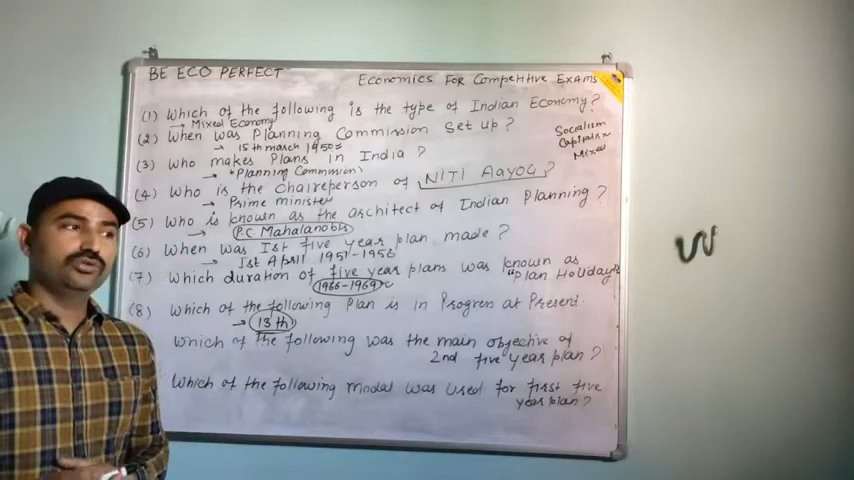 BE ECO PERFECT
Economics For Competitive Exams
(1) Which of the following is the type of Indian Economy?
→ Mixed Economy
(2) When was Planning Commission set up?
→ 15th march 1950
Socialism
Capitalism
Mixed
(3) Who makes Plans in India?
→ "Planning Commission"
(4) Who is the chaireperson of NITI Aayog?
→ Prime minister
(5) Who is known as the architect of Indian Planning?
→ P.C Mahalanobis
(6) When was Ist five year plan made?
→ Ist April 1951-1956
(7) Which duration of five year plans was known as
"Plan Holiday"
1966-1969
(8) Which of the following Plan is in Progress at Present.
→ 13th
Which of the following was the main objective of
2nd five year plan?
Which of the following modal was used for first five
year plan?